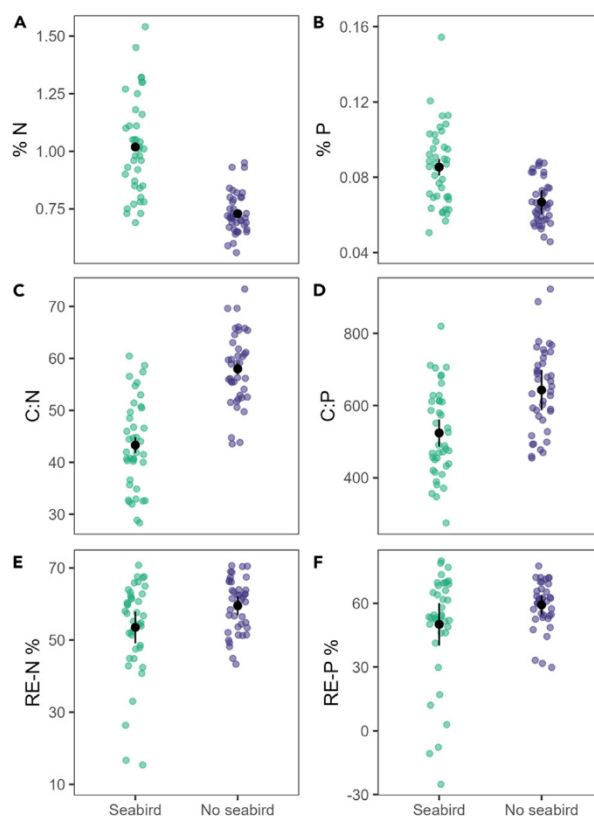 A
B
% N
1.50
1.25
1.00
0.75
% P
0.16
0.12
0.08
0.04
C
D
C:N
70
60
50
40
30
C:P
800
600
400
E
F
RE-N %
70
50
30
10
RE-P %
60
30
0
-30
Seabird No seabird
Seabird No seabird